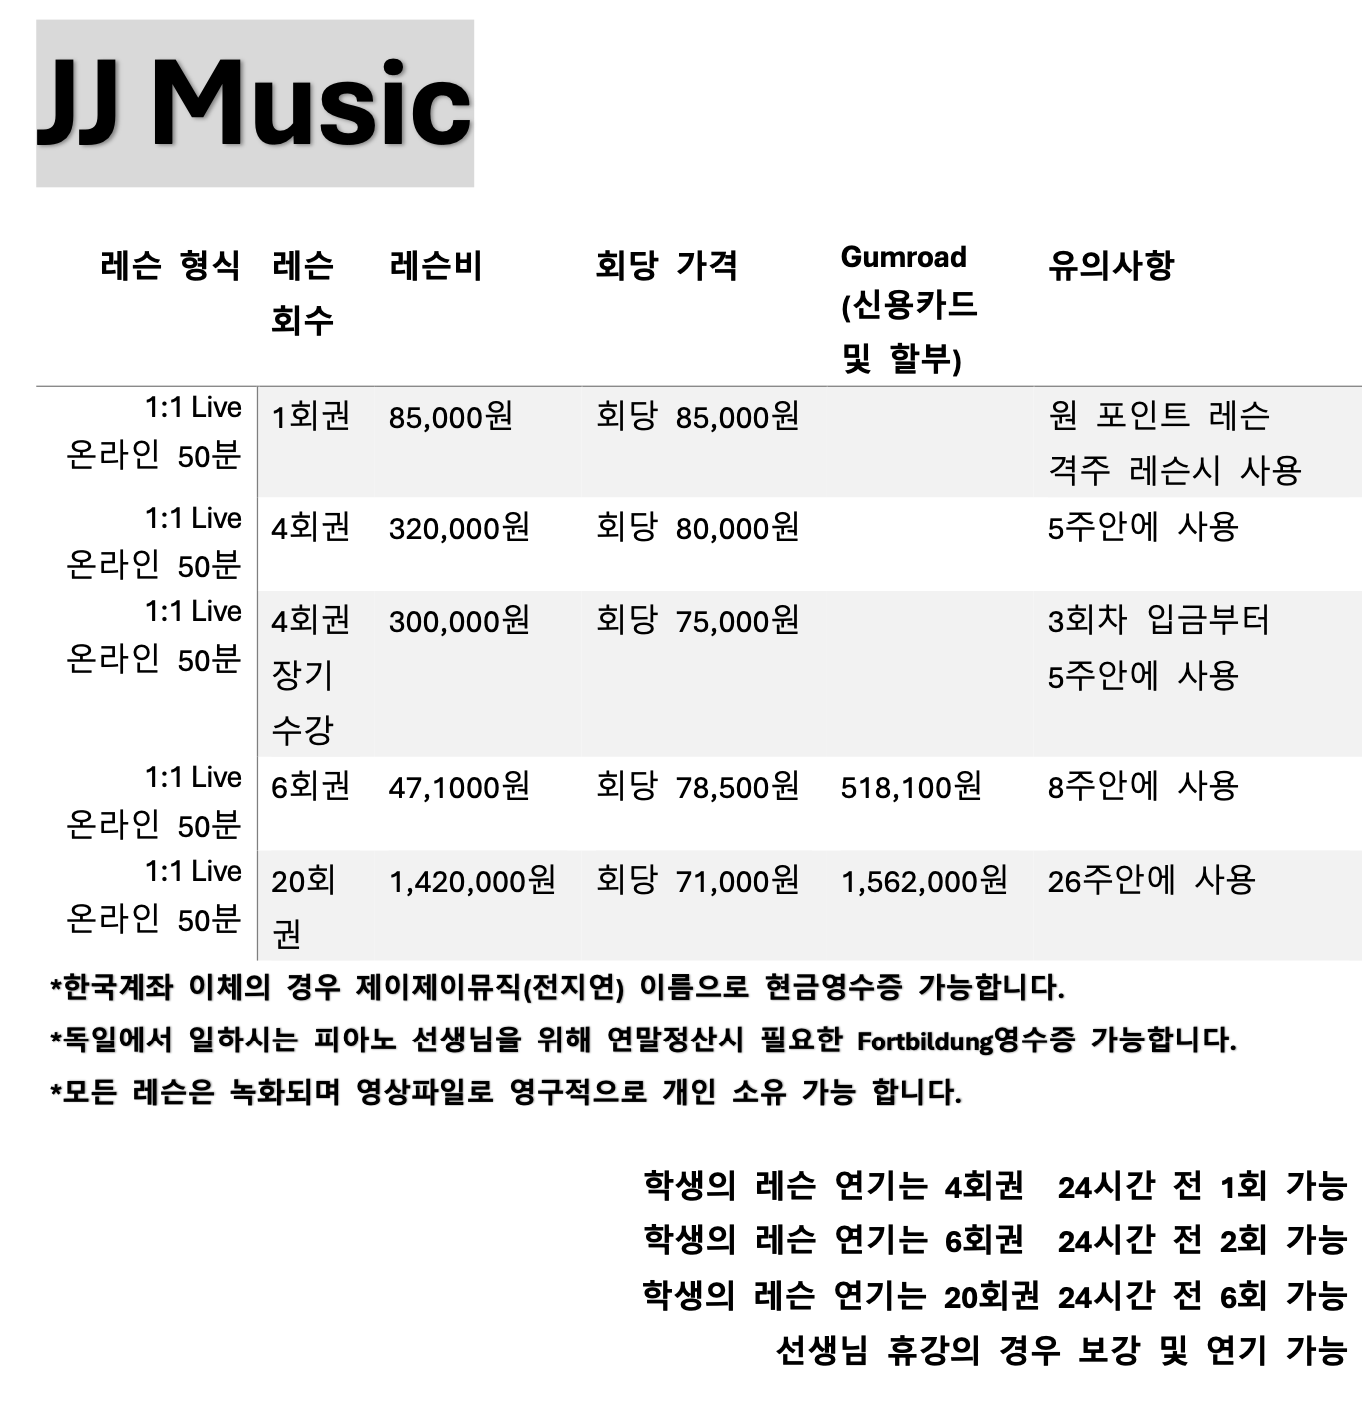 JJ Music
레슨 형식 레슨 레슨비 회당 가격 Gumroad 유의사항
회수 (신용카드
및 할부)
1:1 Live 1회권 85,000원 회당 85,000원 원 포인트 레슨
온라인 50분 격주 레슨시 사용
1:1 Live 4회권 320,000원 회당 80,000원 5주안에 사용
온라인 50분
1:1 Live 4회권 300,000원 회당 75,000원 3회차 입금부터
온라인 50분 장기 5주안에 사용
수강
1:1 Live 6회권 47,1000원 회당 78,500원 518,100원 8주안에 사용
온라인 50분
1:1 Live 20회 1,420,000원 회당 71,000원 1,562,000원 26주안에 사용
온라인 50분 권
*한국계좌 이체의 경우 제이제이뮤직(전지연) 이름으로 현금영수증 가능합니다.
*독일에서 일하시는 피아노 선생님을 위해 연말정산시 필요한 Fortbildung영수증 가능합니다.
*모든 레슨은 녹화되며 영상파일로 영구적으로 개인 소유 가능 합니다.
학생의 레슨 연기는 4회권 24시간 전 1회 가능
학생의 레슨 연기는 6회권 24시간 전 2회 가능
학생의 레슨 연기는 20회권 24시간 전 6회 가능
선생님 휴강의 경우 보강 및 연기 가능